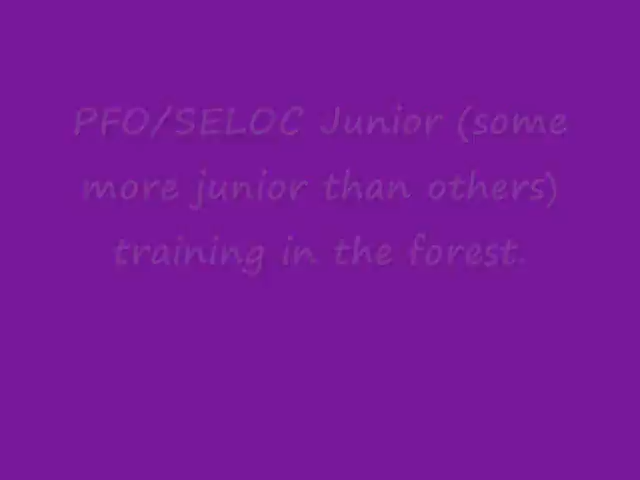 PFO/SELOC Junior (some
more junior than others)
training in the forest.